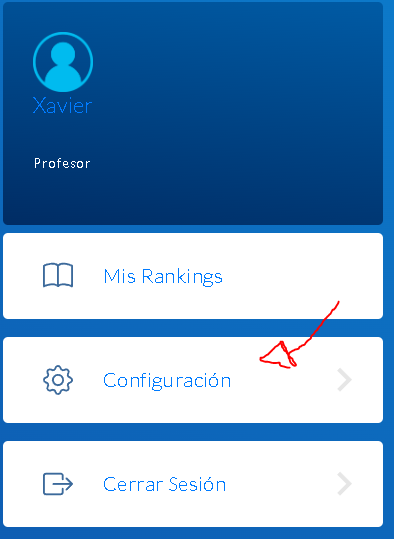 Xavier
Profesor
Mis Rankings
Configuración
Cerrar Sesión